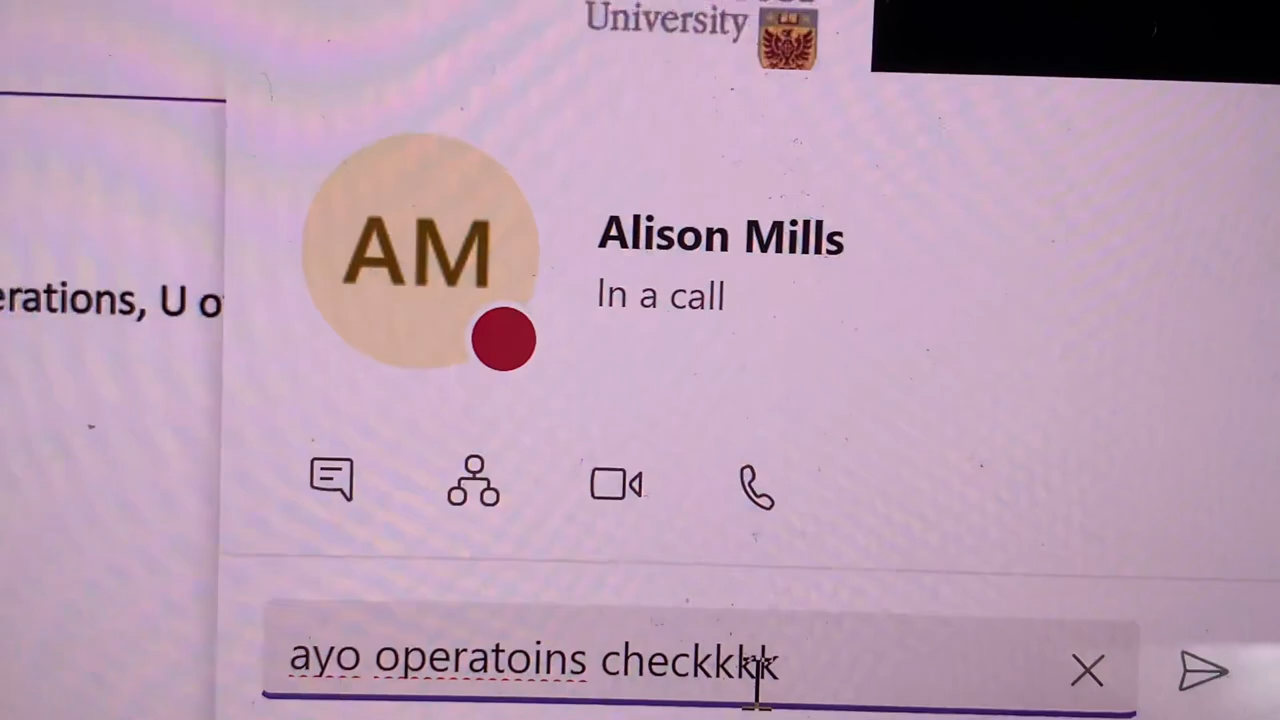 University
AM
Alison Mills
In a call
erations, U o
ayo operatoins checkkkk